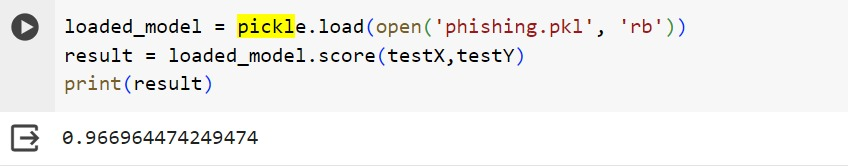 loaded_model = pickle.load(open('phishing.pkl', 'rb'))
result = loaded_model.score(testX,testY)
print(result)
0.966964474249474